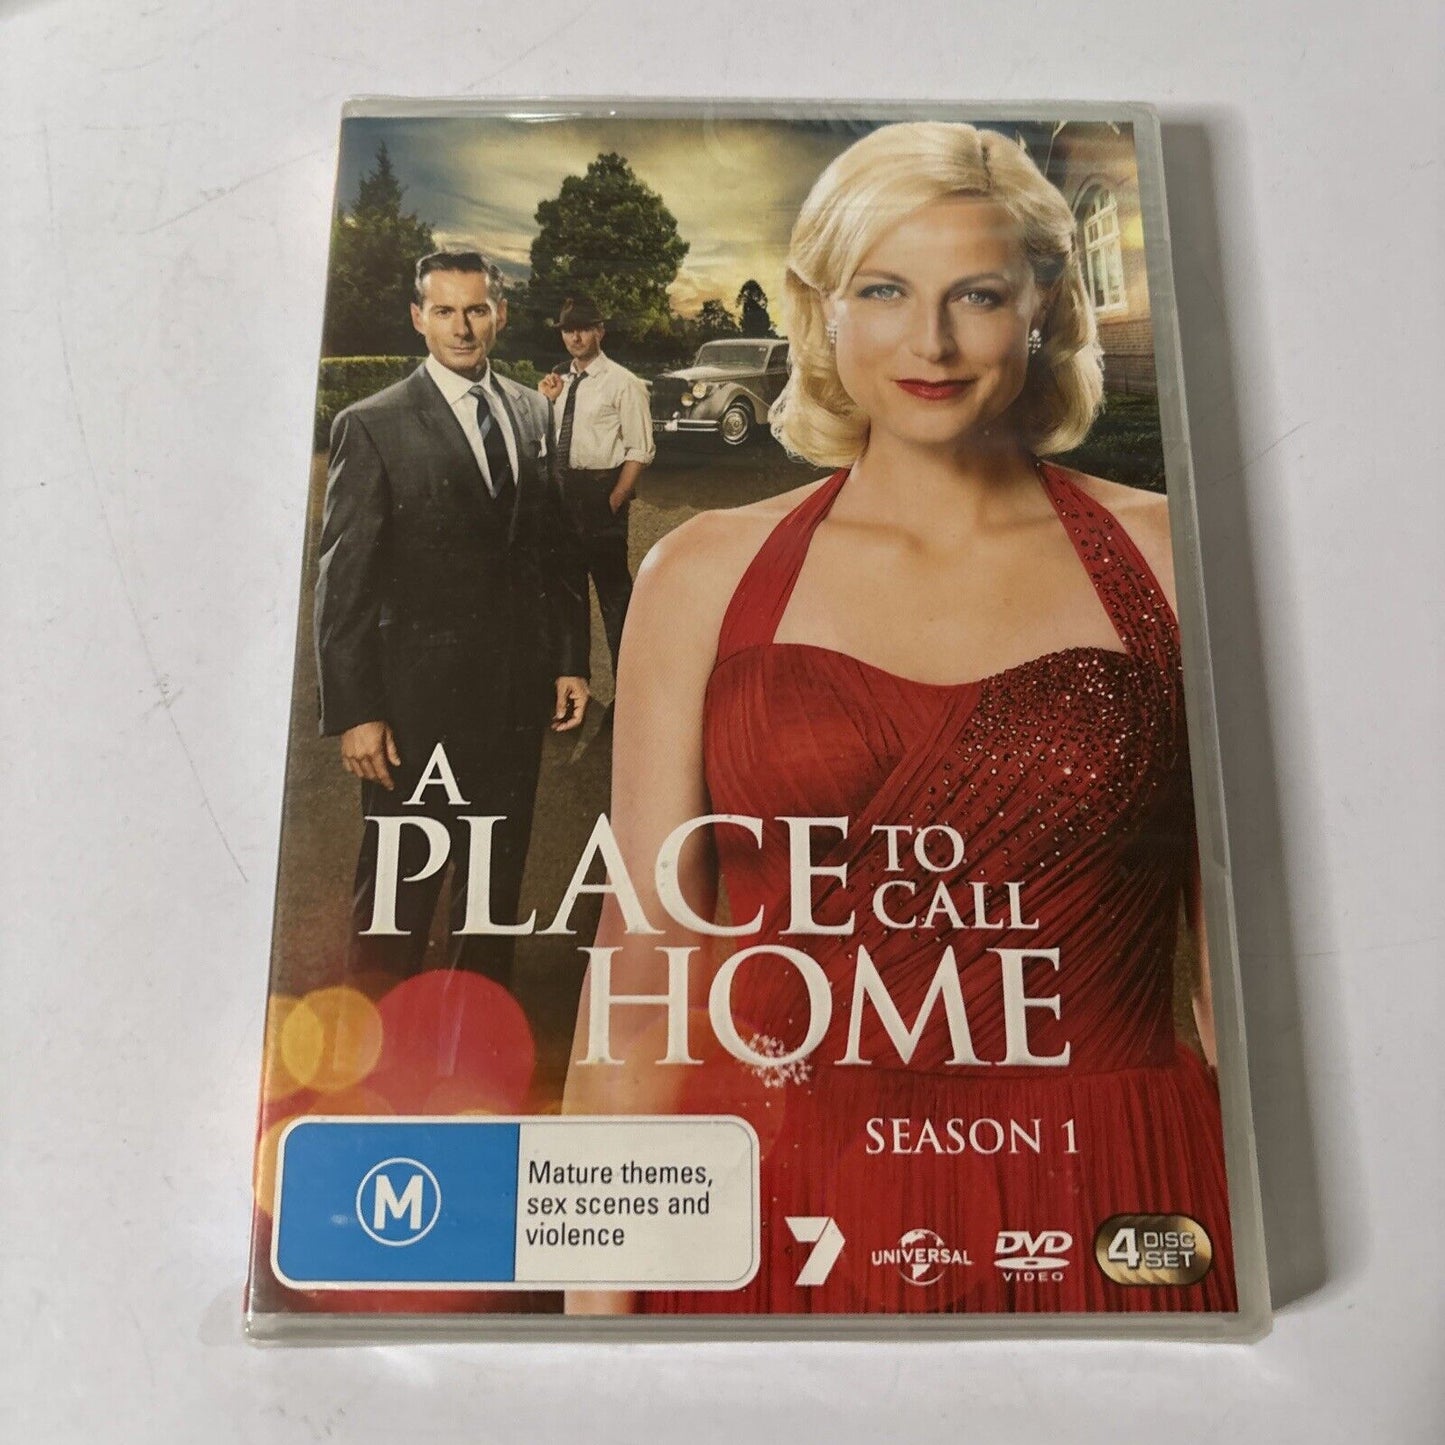 A
PLACE TO CALL
HOME
SEASON 1
M
Mature themes,
sex scenes and
violence
7
UNIVERSAL
DVD
VIDEO
4 DISC
SET